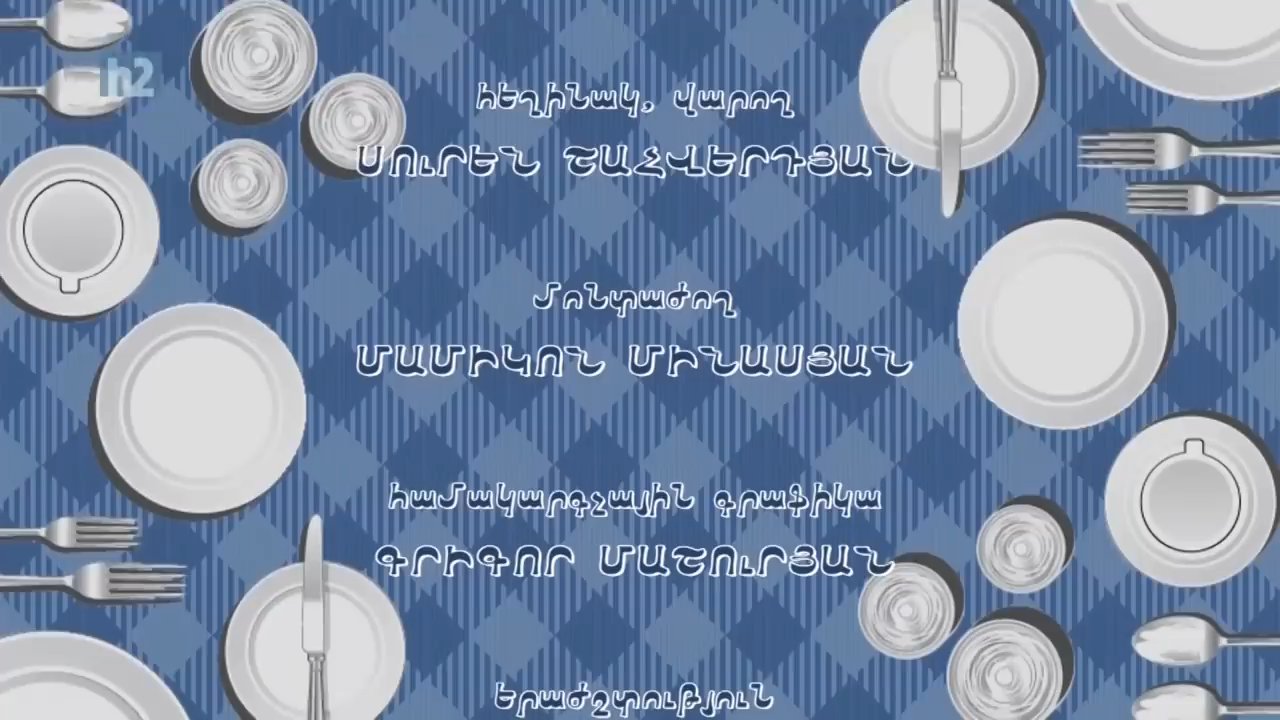 h2
հեղինակ, վարող
ՍՈւՐԵՆ ՇԱՀՎԵՐԴՅԱՆ
մոնտաժող
ՄԱՄԻԿՈՆ ՄԻՆԱՍՅԱՆ
համակարգչային գրաֆիկա
ԳՐԻԳՈՐ ՄԱՇՈւՐՅԱՆ
երաժշտություն